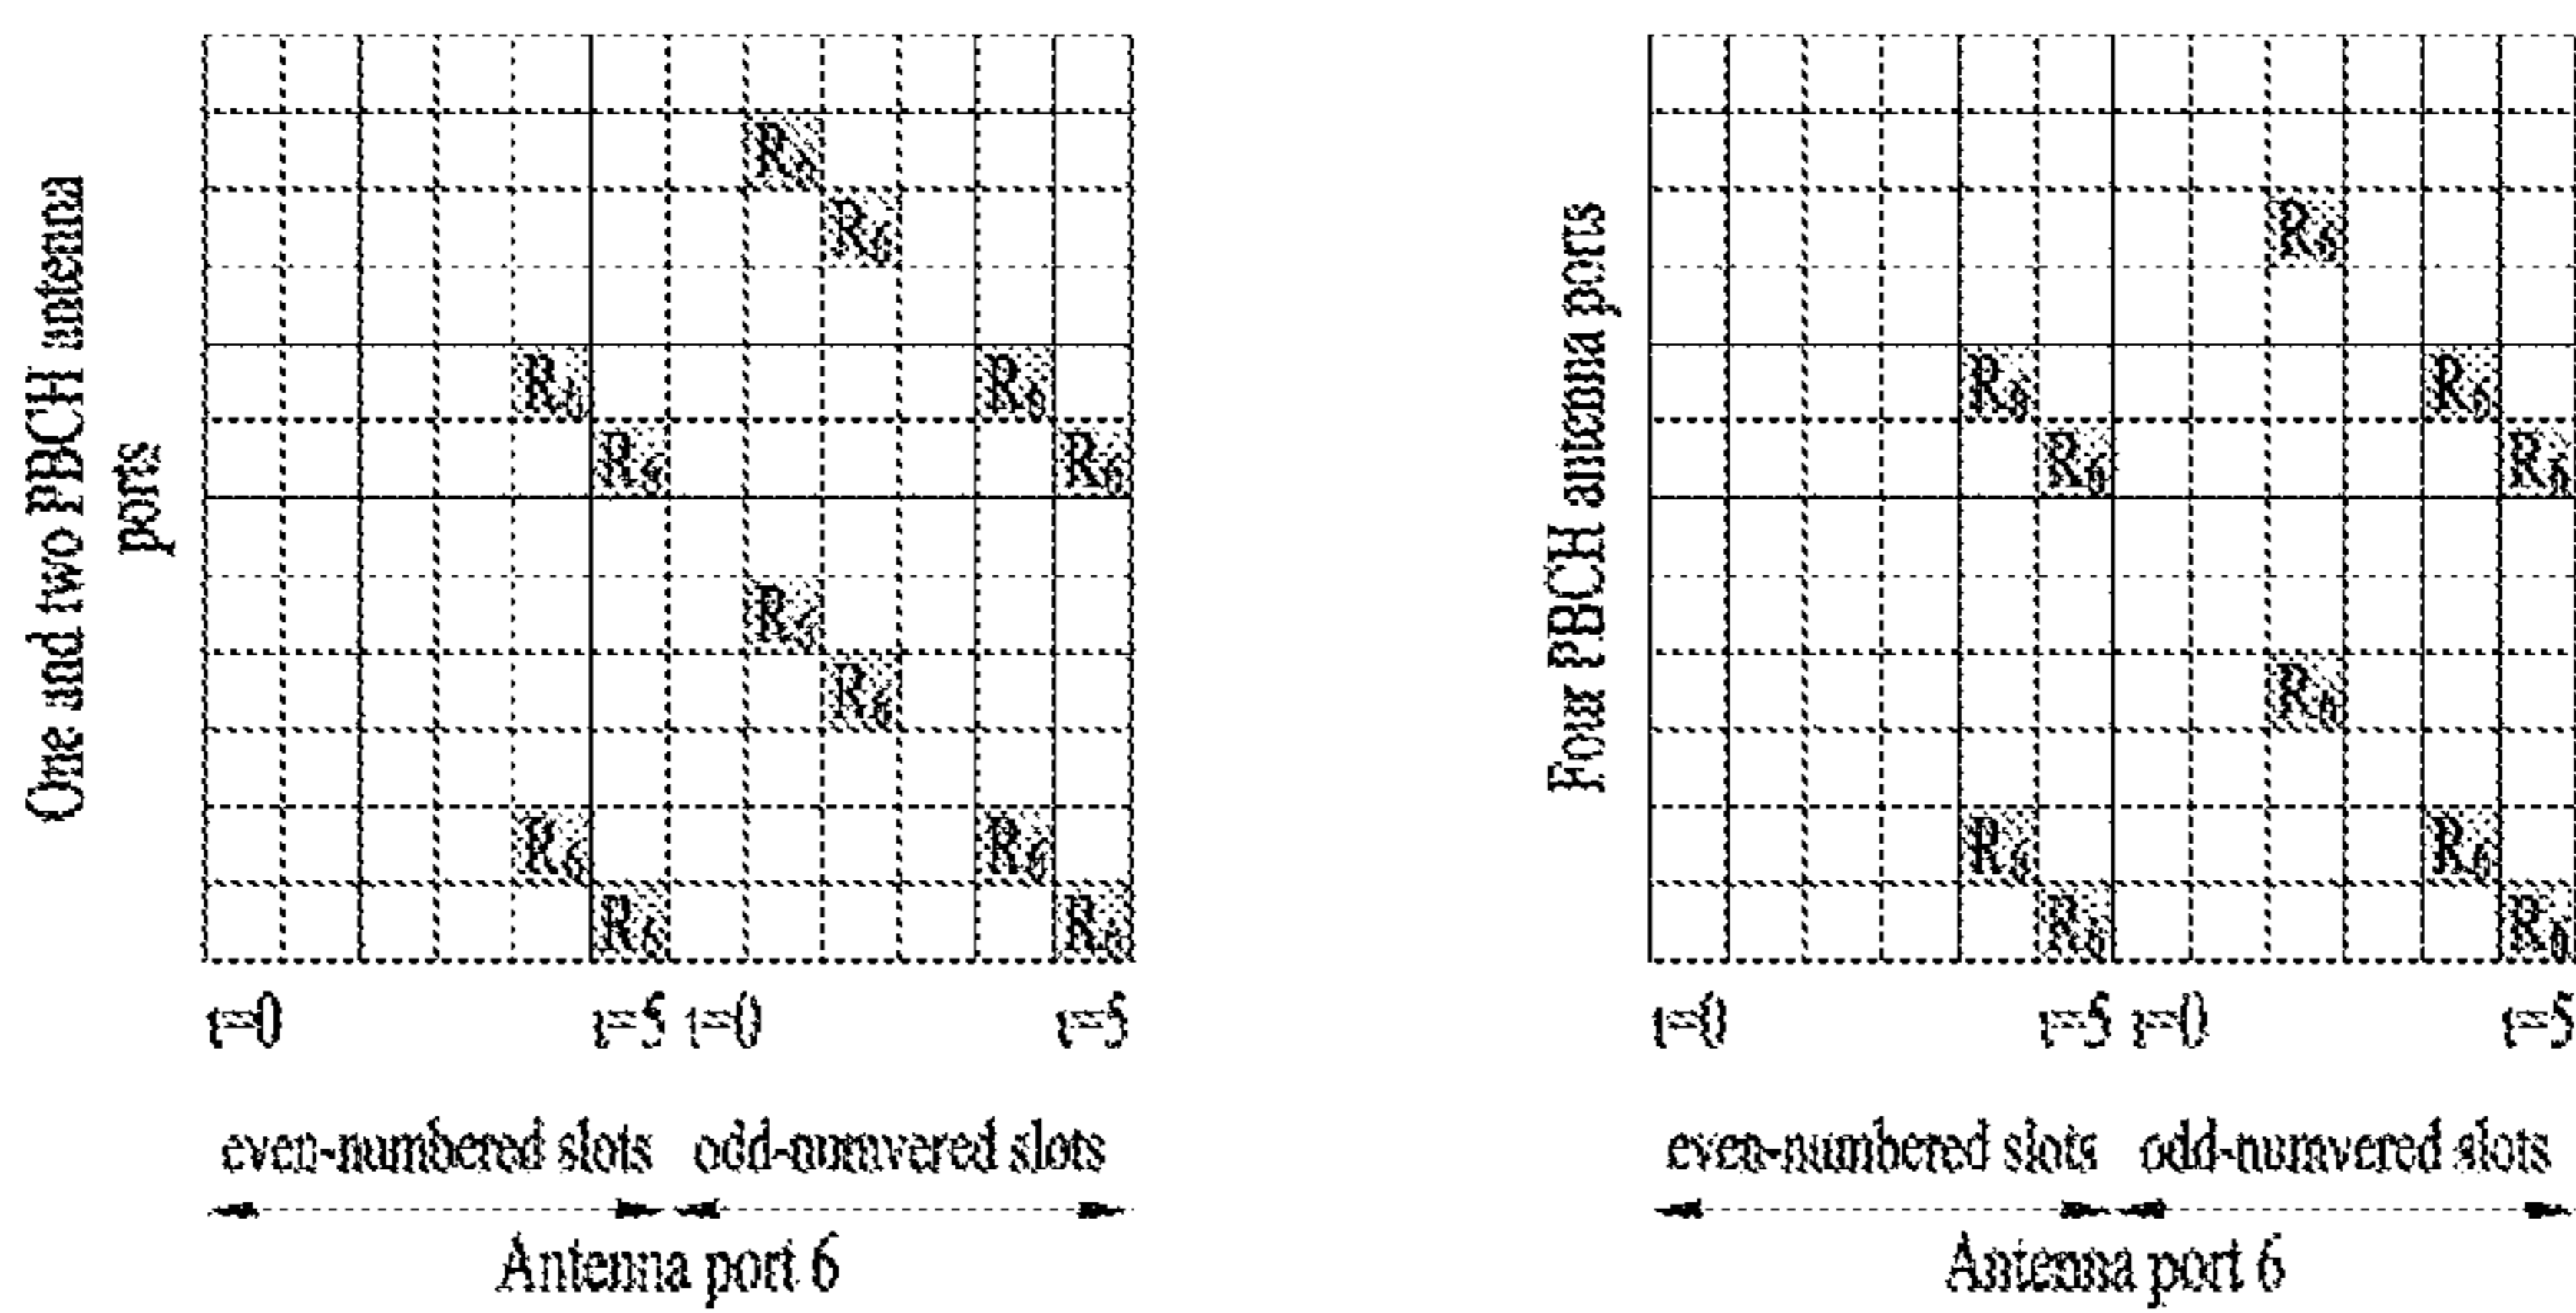 One and two PBCH antenna
ports
R6
R6
R6 R6
R6 R6
R6
R6
R6 R6
R6 R6
t=0 t=5 t=0 t=5
even-numbered slots odd-numvered slots
Antenna port 6
Four PBCH antenna ports
R6
R6 R6
R6 R6
R6
R6 R6
R6 R6
t=0 t=5 t=0 t=5
even-numbered slots odd-numvered slots
Antenna port 6